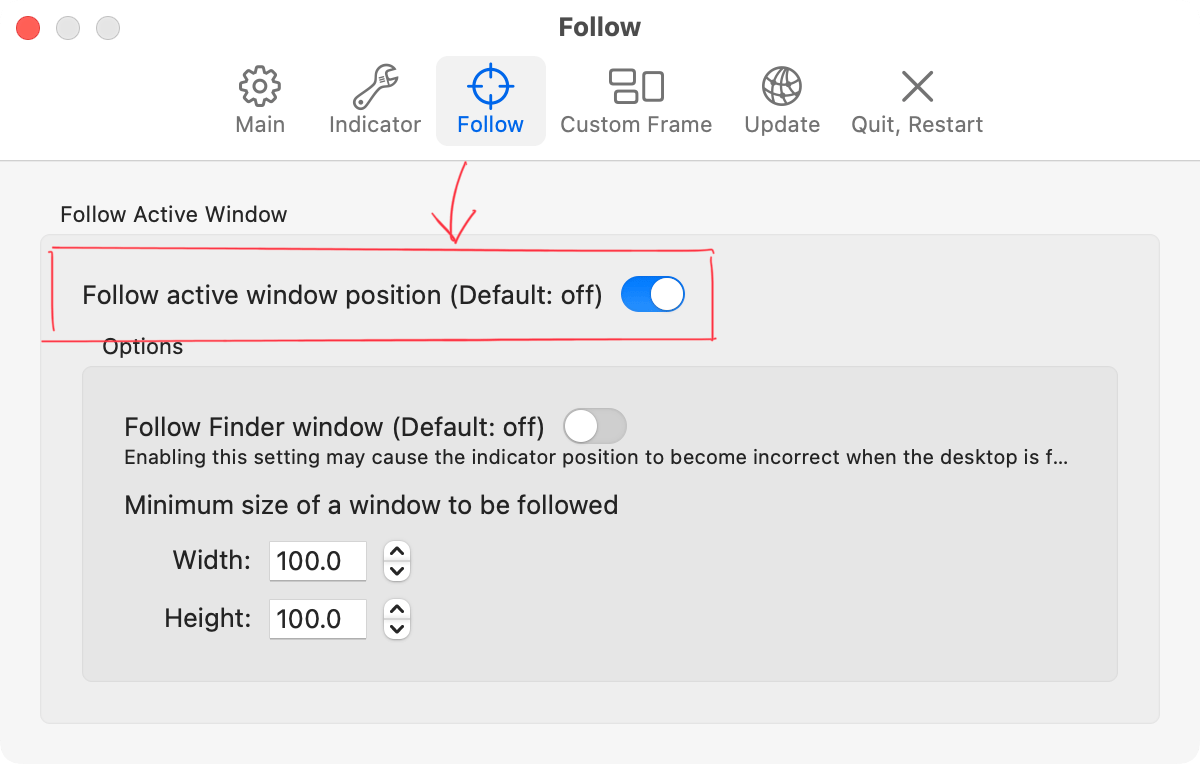 Follow
Main Indicator Follow Custom Frame Update Quit, Restart
Follow Active Window
Follow active window position (Default: off)
Options
Follow Finder window (Default: off)
Enabling this setting may cause the indicator position to become incorrect when the desktop is f...
Minimum size of a window to be followed
Width: 100.0
Height: 100.0